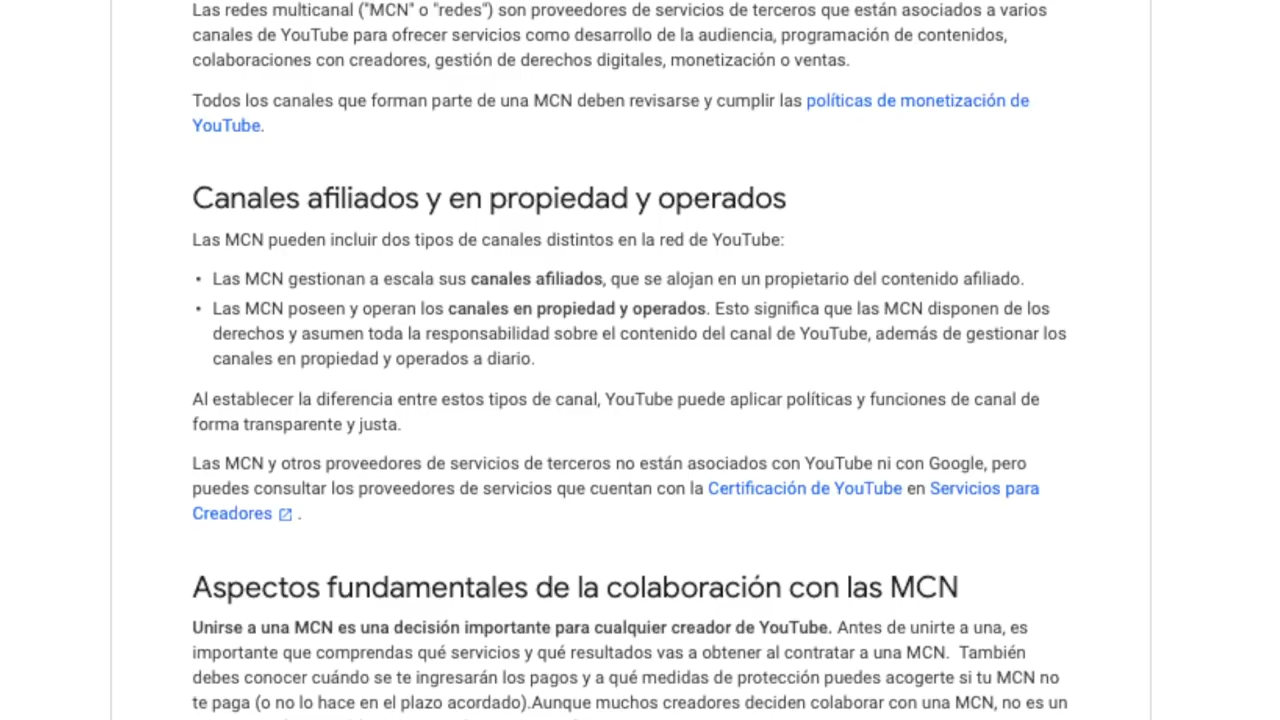 Las redes multicanal ("MCN" o "redes") son proveedores de servicios de terceros que están asociados a varios
canales de YouTube para ofrecer servicios como desarrollo de la audiencia, programación de contenidos,
colaboraciones con creadores, gestión de derechos digitales, monetización o ventas.
Todos los canales que forman parte de una MCN deben revisarse y cumplir las políticas de monetización de
YouTube.
Canales afiliados y en propiedad y operados
Las MCN pueden incluir dos tipos de canales distintos en la red de YouTube:
• Las MCN gestionan a escala sus canales afiliados, que se alojan en un propietario del contenido afiliado.
• Las MCN poseen y operan los canales en propiedad y operados. Esto significa que las MCN disponen de los
derechos y asumen toda la responsabilidad sobre el contenido del canal de YouTube, además de gestionar los
canales en propiedad y operados a diario.
Al establecer la diferencia entre estos tipos de canal, YouTube puede aplicar políticas y funciones de canal de
forma transparente y justa.
Las MCN y otros proveedores de servicios de terceros no están asociados con YouTube ni con Google, pero
puedes consultar los proveedores de servicios que cuentan con la Certificación de YouTube en Servicios para
Creadores .
Aspectos fundamentales de la colaboración con las MCN
Unirse a una MCN es una decisión importante para cualquier creador de YouTube. Antes de unirte a una, es
importante que comprendas qué servicios y qué resultados vas a obtener al contratar a una MCN. También
debes conocer cuándo se te ingresarán los pagos y a qué medidas de protección puedes acogerte si tu MCN no
te paga (o no lo hace en el plazo acordado).Aunque muchos creadores deciden colaborar con una MCN, no es un